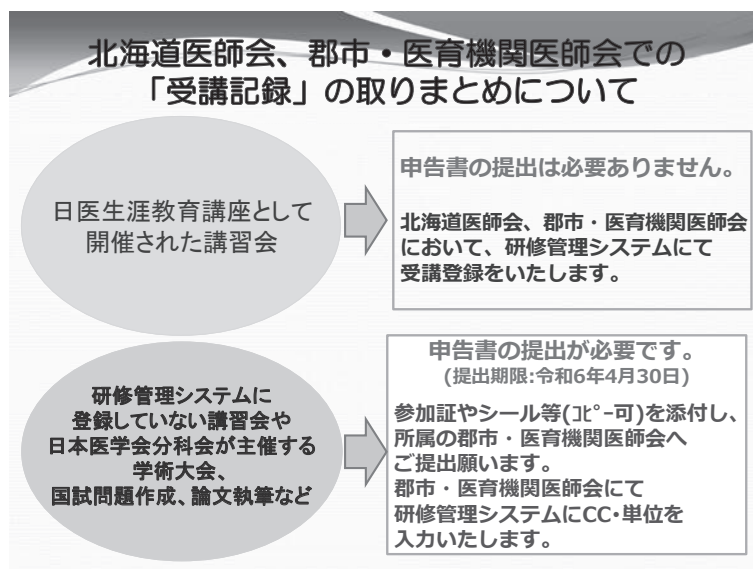 北海道医師会、郡市・医育機関医師会での
「受講記録」の取りまとめについて
日医生涯教育講座として
開催された講習会
申告書の提出は必要ありません。
北海道医師会、郡市・医育機関医師会
において、研修管理システムにて
受講登録をいたします。
研修管理システムに
登録していない講習会や
日本医学会分科会が主催する
学術大会、
国試問題作成、論文執筆など
申告書の提出が必要です。
(提出期限:令和6年4月30日)
参加証やシール等(ｺﾋﾟｰ可)を添付し、
所属の郡市・医育機関医師会へ
ご提出願います。
郡市・医育機関医師会にて
研修管理システムにCC・単位を
入力いたします。